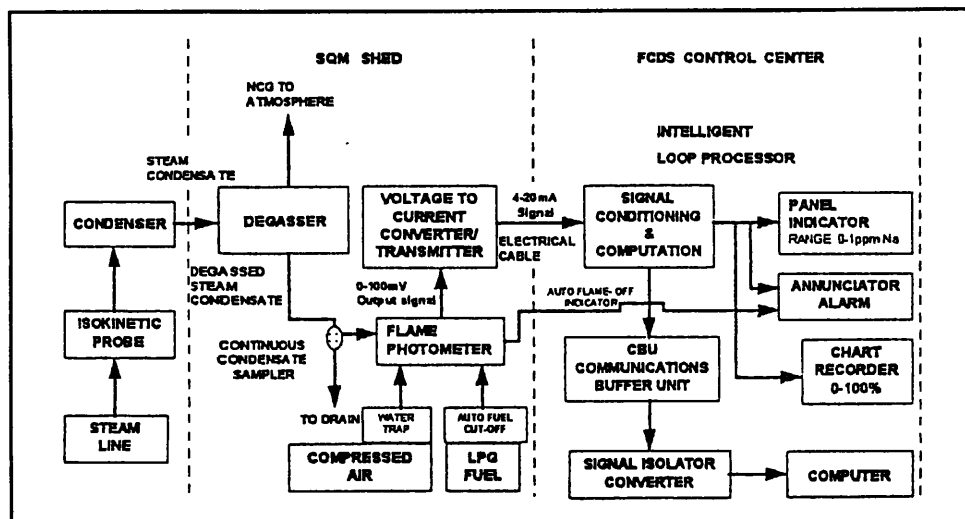 SQM SHED
FCDS CONTROL CENTER
NCG TO
ATMOSPHERE
INTELLIGENT
LOOP PROCESSOR
STEAM
CONDENSATE
CONDENSER
DEGASSER
VOLTAGE TO
CURRENT
CONVERTER/
TRANSMITTER
4-20mA
Signal
ELECTRICAL
CABLE
SIGNAL
CONDITIONING
&
COMPUTATION
PANEL
INDICATOR
RANGE 0-1ppm Na
DEGASSED
STEAM
CONDENSATE
0-100mV
Output signal
AUTO FLAME-OFF
INDICATOR
ANNUNCIATOR
ALARM
ISOKINETIC
PROBE
CONTINUOUS
CONDENSATE
SAMPLER
FLAME
PHOTOMETER
CBU
COMMUNICATIONS
BUFFER UNIT
CHART
RECORDER
0-100%
STEAM
LINE
TO DRAIN
WATER
TRAP
COMPRESSED
AIR
AUTO FUEL
CUT-OFF
LPG
FUEL
SIGNAL ISOLATOR
CONVERTER
COMPUTER